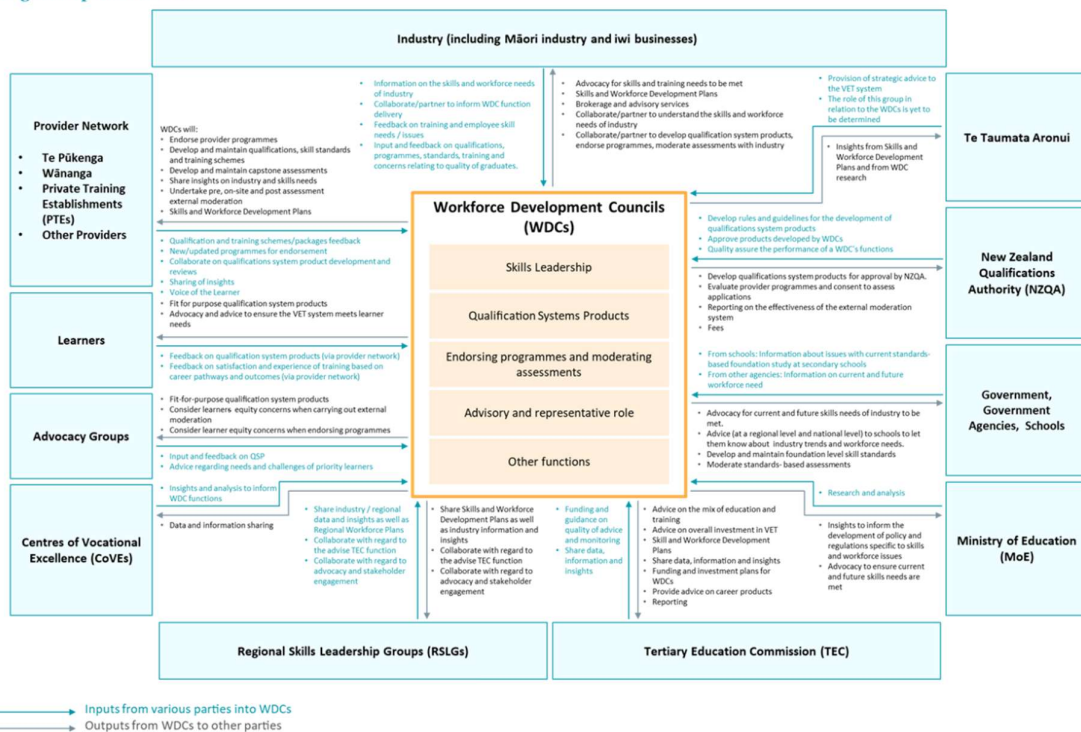 Industry (including Māori industry and iwi businesses)
Provider Network
• Te Pūkenga
• Wānanga
• Private Training
Establishments
(PTEs)
• Other Providers
WDCs will:
• Endorse provider programmes
• Develop and maintain qualifications, skill standards
and training schemes
• Develop and maintain capstone assessments
• Share insights on industry and skills needs
• Undertake pre, on-site and post assessment
external moderation
• Skills and Workforce Development Plans
• Information on the skills and workforce needs
of industry
• Collaborate/partner to inform WDC function
delivery
• Feedback on training and employee skill
needs / issues
• Input and feedback on qualifications,
programmes, standards, training and
concerns relating to quality of graduates.
• Advocacy for skills and training needs to be met
• Skills and Workforce Development Plans
• Brokerage and advisory services
• Collaborate/partner to understand the skills and workforce
needs of industry
• Collaborate/partner to develop qualification system products,
endorse programmes, moderate assessments with industry
• Provision of strategic advice to
the VET system
• The role of this group in
relation to the WDCs is yet to
be determined
• Insights from Skills and
Workforce Development
Plans and from WDC
research
Te Taumata Aronui
• Qualification and training schemes/packages feedback
• New/updated programmes for endorsement
• Collaborate on qualifications system product development and
reviews
• Sharing of insights
• Voice of the Learner
• Fit for purpose qualification system products
• Advocacy and advice to ensure the VET system meets learner
needs
Learners
• Feedback on qualification system products (via provider network)
• Feedback on satisfaction and experience of training based on
career pathways and outcomes (via provider network)
Workforce Development Councils
(WDCs)
Skills Leadership
Qualification Systems Products
Endorsing programmes and moderating
assessments
Advisory and representative role
Other functions
• Develop rules and guidelines for the development of
qualifications system products
• Approve products developed by WDCs
• Quality assure the performance of a WDC's functions
• Develop qualifications system products for approval by NZQA.
• Evaluate provider programmes and consent to assess
applications
• Reporting on the effectiveness of the external moderation
system
• Fees
New Zealand
Qualifications
Authority (NZQA)
• Fit-for-purpose qualification system products
• Consider learners equity concerns when carrying out external
moderation
• Consider learner equity concerns when endorsing programmes
Advocacy Groups
• Input and feedback on QSP
• Advice regarding needs and challenges of priority learners
• From schools: Information about issues with current standards-
based foundation study at secondary schools
• From other agencies: Information on current and future
workforce need
• Advocacy for current and future skills needs of industry to be
met.
• Advice (at a regional level and national level) to schools to let
them know about industry trends and workforce needs.
• Develop and maintain foundation level skill standards
• Moderate standards- based assessments
Government,
Government
Agencies, Schools
• Insights and analysis to inform
WDC functions
• Data and information sharing
Centres of Vocational
Excellence (CoVEs)
• Share industry / regional
data and insights as well as
Regional Workforce Plans
• Collaborate with regard to
the advise TEC function
• Collaborate with regard to
advocacy and stakeholder
engagement
• Share Skills and Workforce
Development Plans as well
as industry information and
insights
• Collaborate with regard to
the advise TEC function
• Collaborate with regard to
advocacy and stakeholder
engagement
• Funding and
guidance on
quality of advice
and monitoring
• Share data,
information and
insights
• Advice on the mix of education and
training
• Advice on overall investment in VET
• Skill and Workforce Development
Plans
• Share data, information and insights
• Funding and investment plans for
WDCs
• Provide advice on career products
• Reporting
• Research and analysis
• Insights to inform the
development of policy and
regulations specific to skills
and workforce issues
• Advocacy to ensure current
and future skills needs are
met
Ministry of Education
(MoE)
Regional Skills Leadership Groups (RSLGs)
Tertiary Education Commission (TEC)
Inputs from various parties into WDCs
Outputs from WDCs to other parties